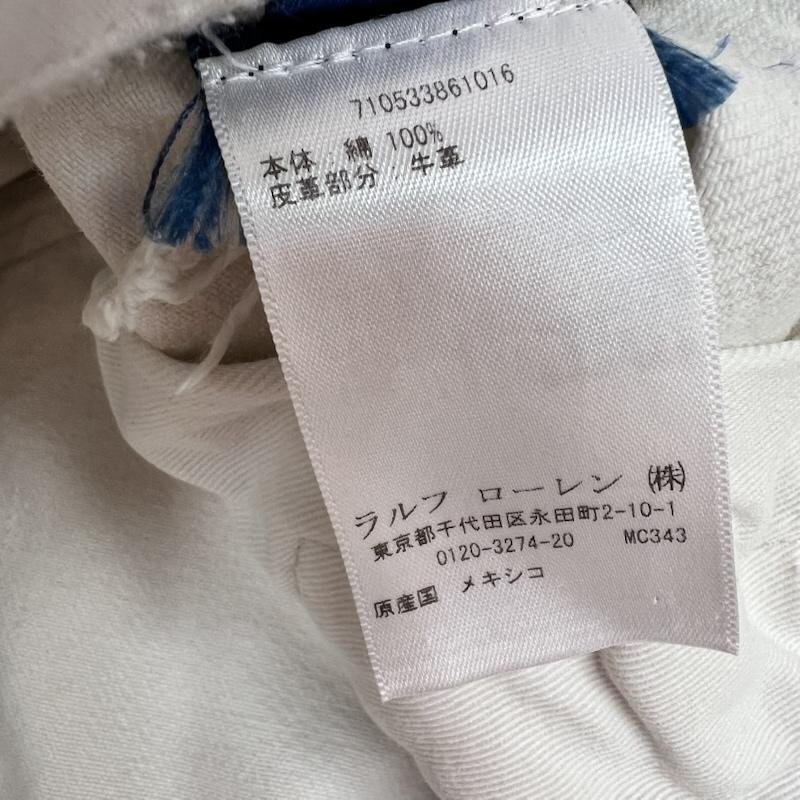 710533861016
本体：綿 100%
皮革部分：牛革
ラルフ ローレン ㈱
東京都千代田区永田町2-10-1
0120-3274-20 MC343
原産国 メキシコ